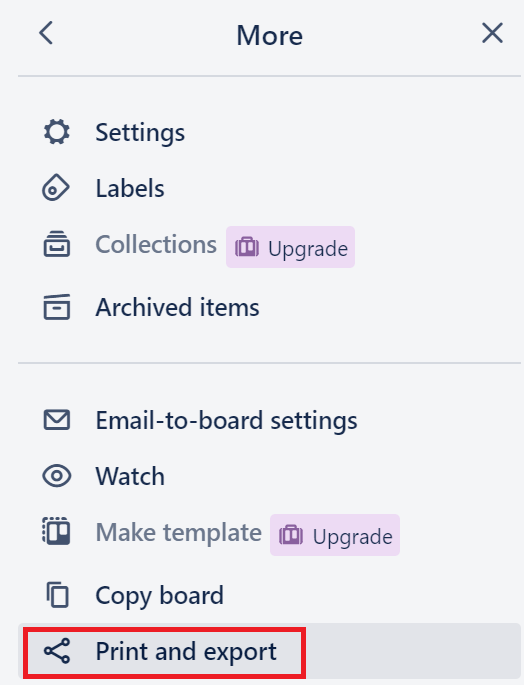 More
Settings
Labels
Collections Upgrade
Archived items
Email-to-board settings
Watch
Make template Upgrade
Copy board
Print and export